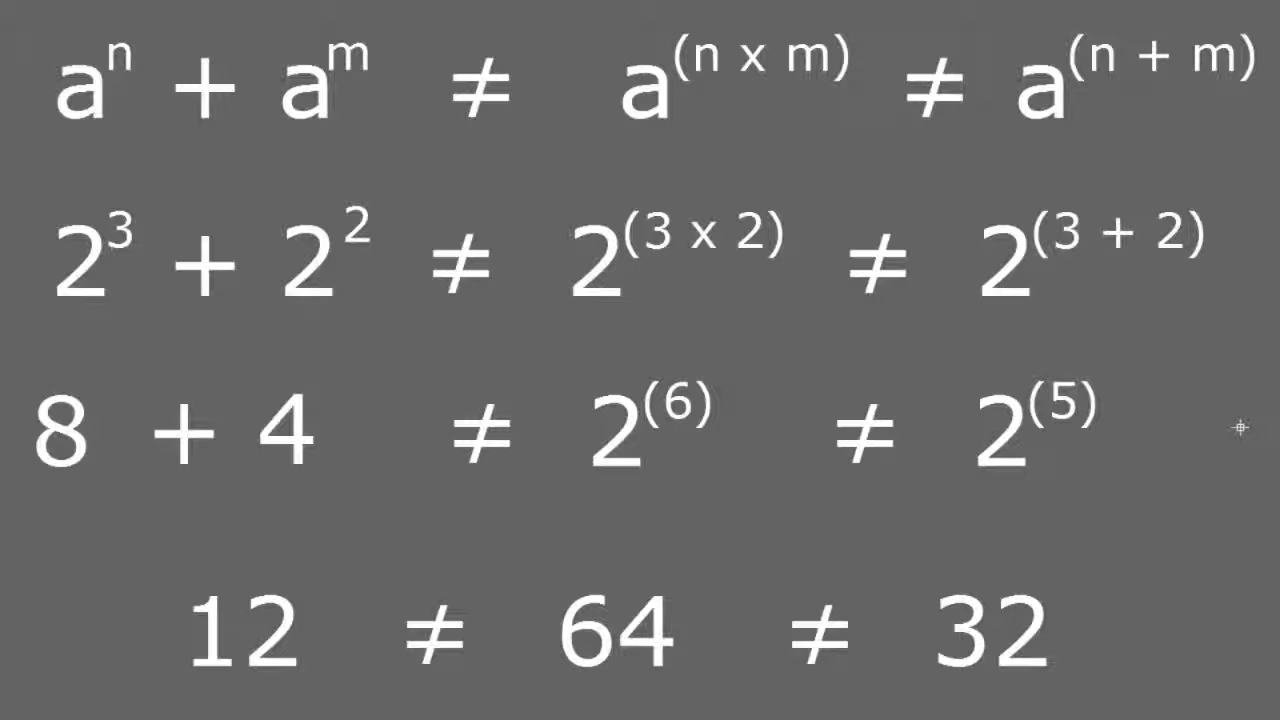 aⁿ + aᵐ ≠ a⁽ⁿ ˣ ᵐ⁾ ≠ a⁽ⁿ ⁺ ᵐ⁾
2³ + 2² ≠ 2⁽³ ˣ ²⁾ ≠ 2⁽³ ⁺ ²⁾
8 + 4 ≠ 2⁽⁶⁾ ≠ 2⁽⁵⁾
12 ≠ 64 ≠ 32